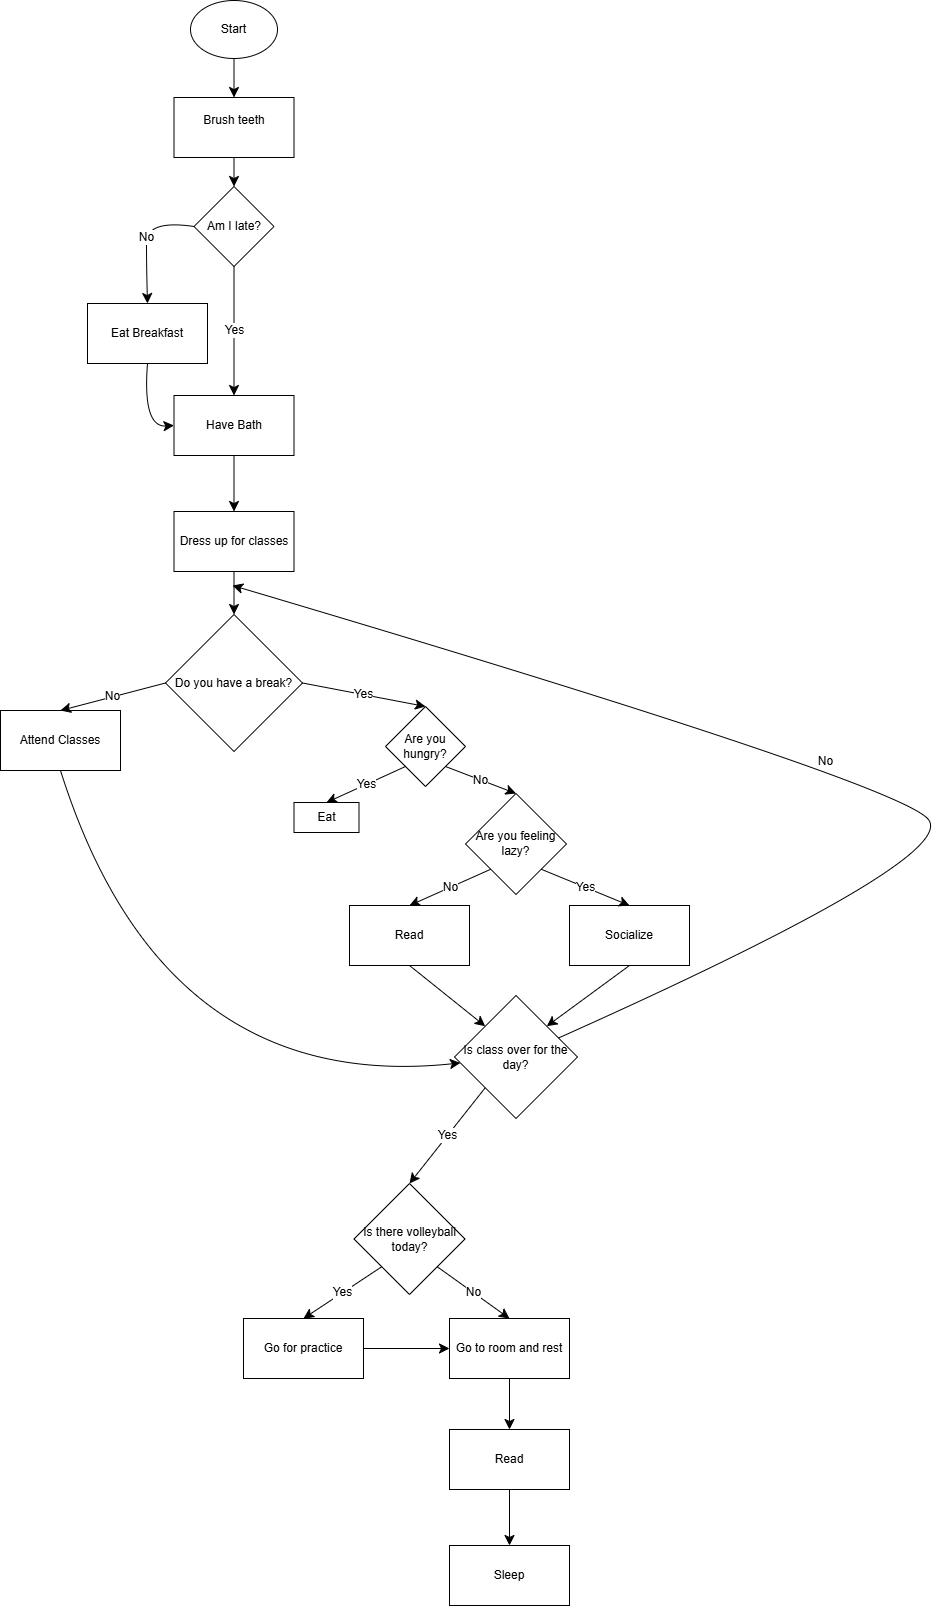 Start
Brush teeth
Am I late?
No
Yes
Eat Breakfast
Have Bath
Dress up for classes
Do you have a break?
No
Yes
Attend Classes
Are you
hungry?
Yes
No
Eat
Are you feeling
lazy?
No
No
Yes
Read
Socialize
Is class over for the
day?
Yes
Is there volleyball
today?
Yes
No
Go for practice
Go to room and rest
Read
Sleep